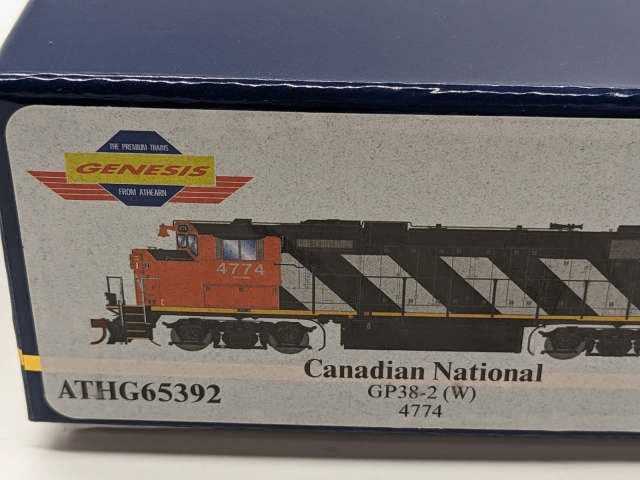 THE PREMIUM TRAINS
GENESIS
FROM ATHEARN
4774
Canadian National
ATHG65392
GP38-2 (W)
4774